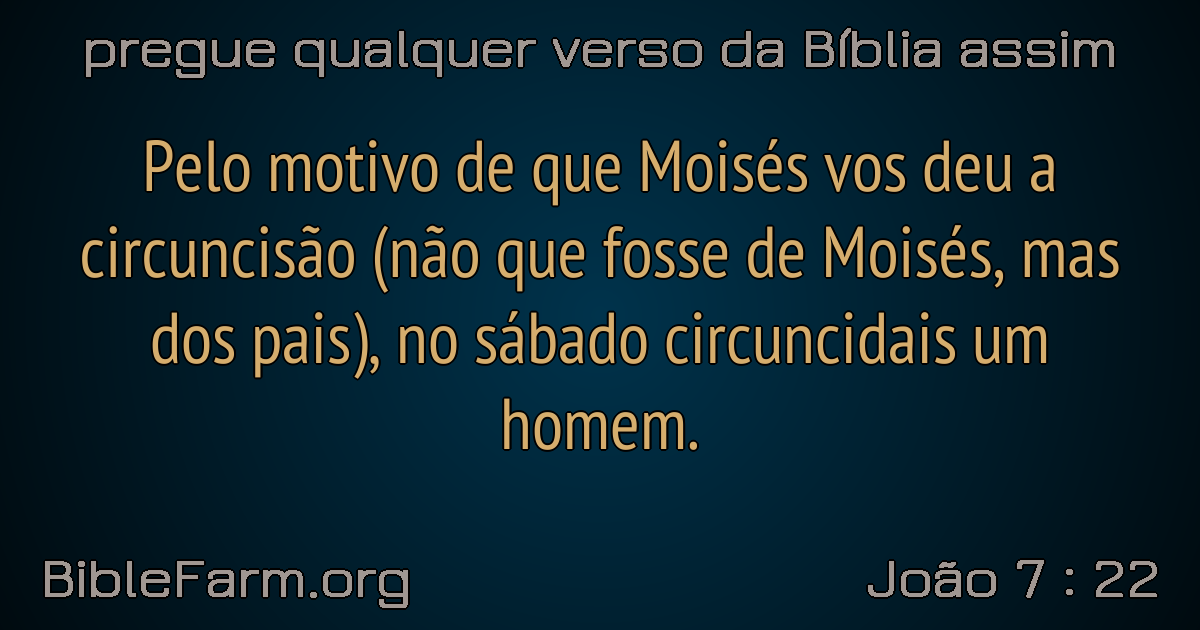 pregue qualquer verso da Bíblia assim
Pelo motivo de que Moisés vos deu a
circuncisão (não que fosse de Moisés, mas
dos pais), no sábado circuncidais um
homem.
BibleFarm.org
João 7 : 22